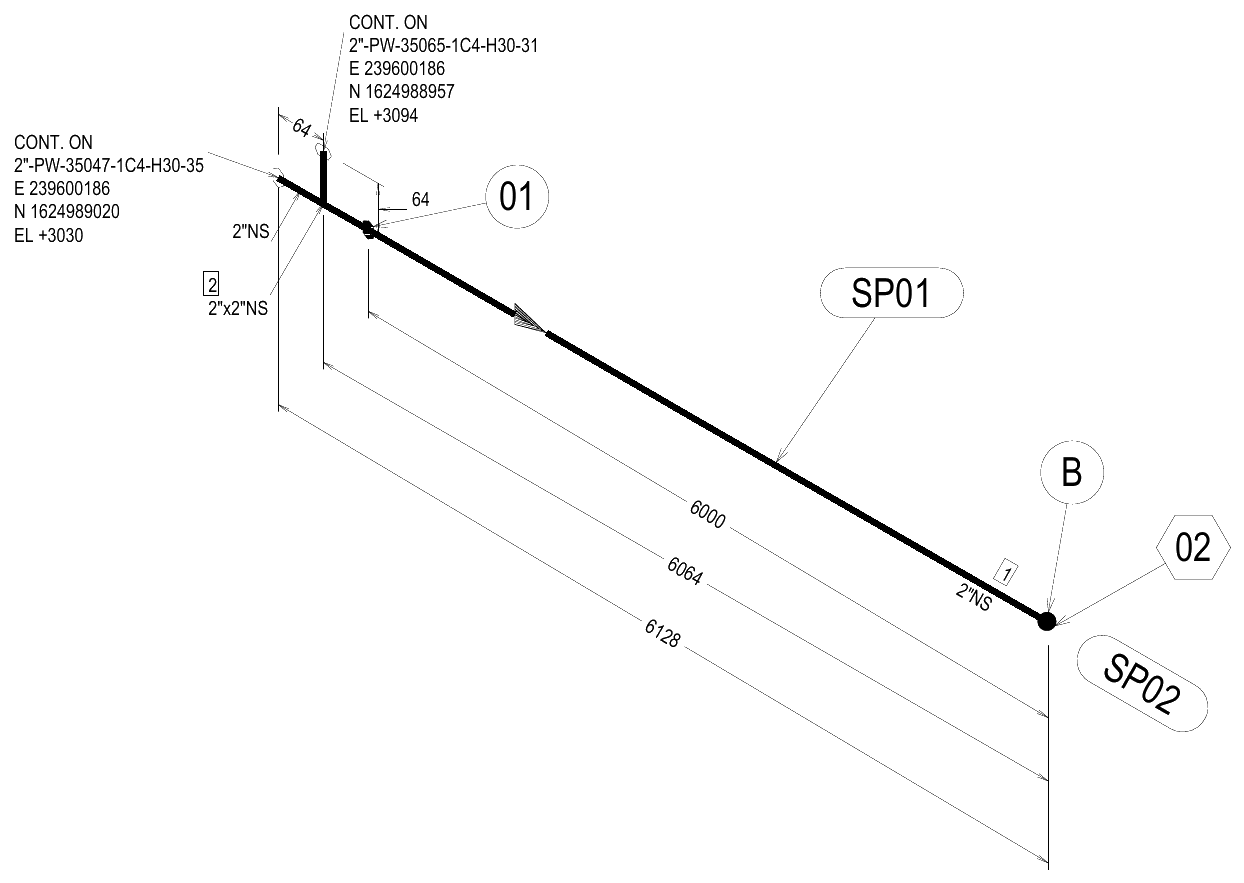 CONT. ON
2"-PW-35065-1C4-H30-31
E 239600186
N 1624988957
EL +3094
64
CONT. ON
2"-PW-35047-1C4-H30-35
E 239600186
N 1624989020
EL +3030
64
01
2"NS
2
2"x2"NS
SP01
B
6000
02
6064
1
2"NS
6128
SP02